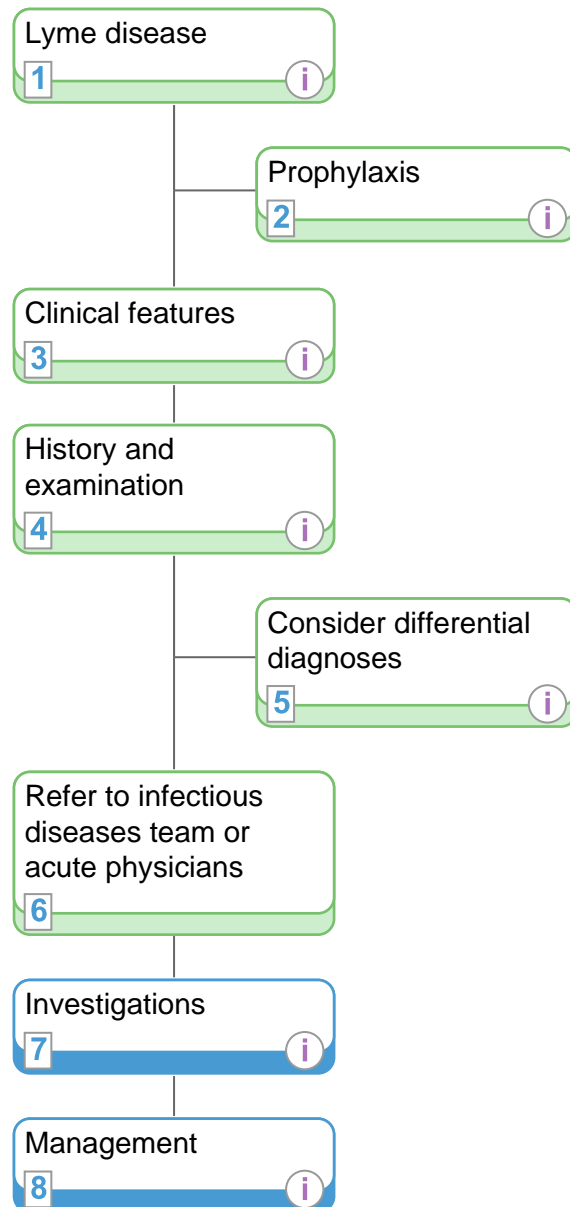 Lyme disease
1 i
Prophylaxis
2 i
Clinical features
3 i
History and
examination
4 i
Consider differential
diagnoses
5 i
Refer to infectious
diseases team or
acute physicians
6
Investigations
7 i
Management
8 i